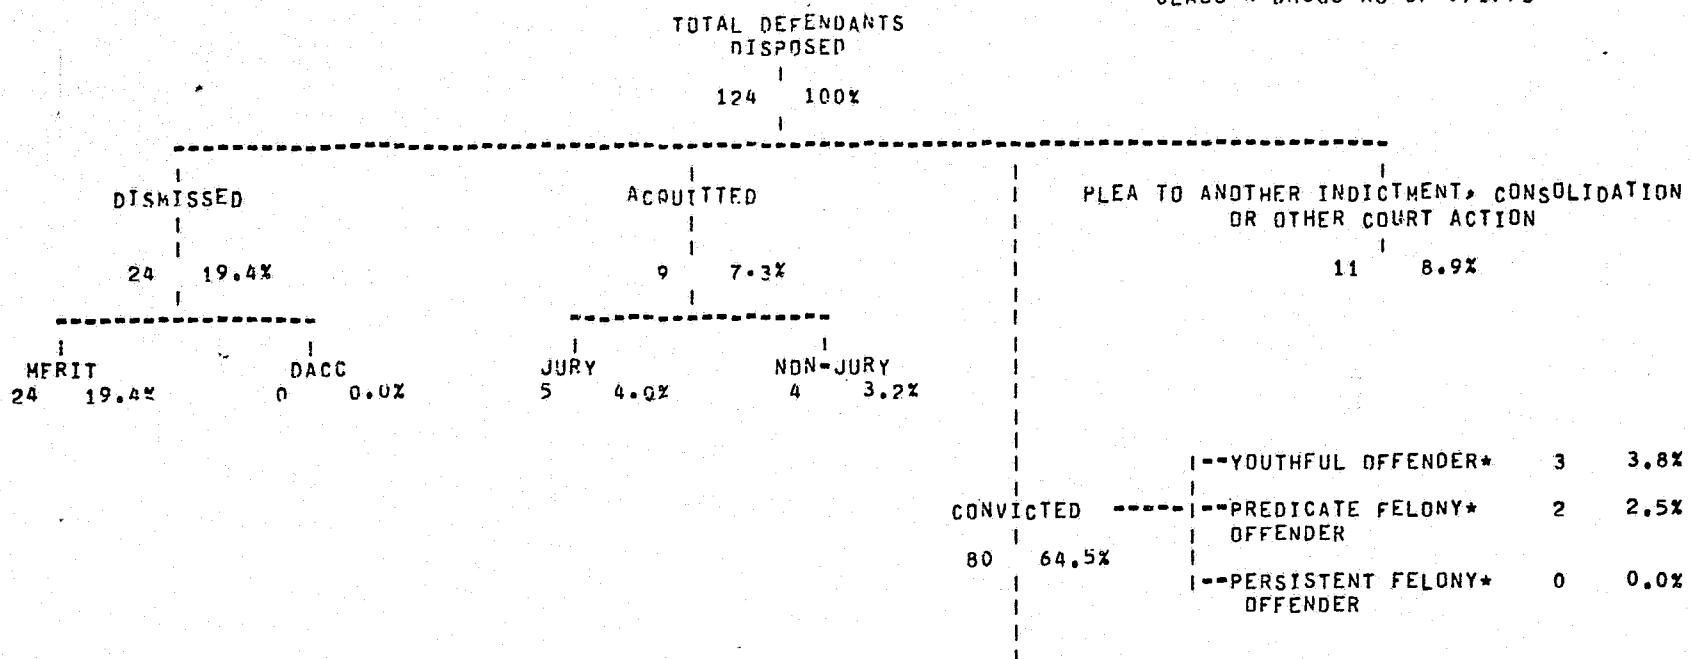 TOTAL DEFENDANTS
DISPOSED
124 100%
DISMISSED ACQUITTED PLEA TO ANOTHER INDICTMENT, CONSOLIDATION
OR OTHER COURT ACTION
24 19.4% 9 7.3% 11 8.9%
MERIT DACC JURY NON-JURY
24 19.4% 0 0.0% 5 4.0% 4 3.2%
--YOUTHFUL OFFENDER* 3 3.8%
CONVICTED -----|--PREDICATE FELONY* 2 2.5%
OFFENDER
80 64.5%
--PERSISTENT FELONY* 0 0.0%
OFFENDER